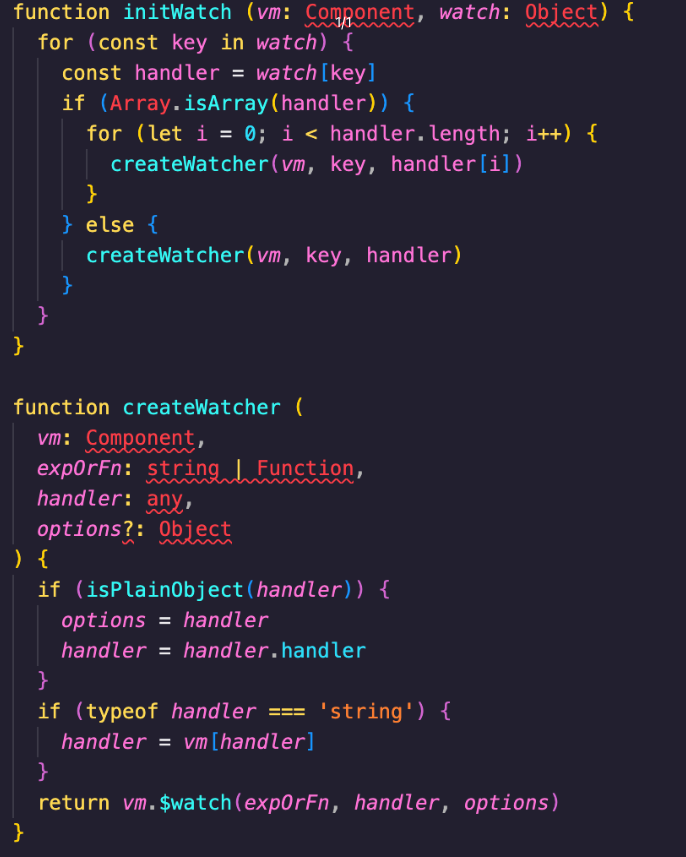 function initWatch (vm: Component, watch: Object) {
1/1
  for (const key in watch) {
    const handler = watch[key]
    if (Array.isArray(handler)) {
      for (let i = 0; i < handler.length; i++) {
        createWatcher(vm, key, handler[i])
      }
    } else {
      createWatcher(vm, key, handler)
    }
  }
}

function createWatcher (
  vm: Component,
  expOrFn: string | Function,
  handler: any,
  options?: Object
) {
  if (isPlainObject(handler)) {
    options = handler
    handler = handler.handler
  }
  if (typeof handler === 'string') {
    handler = vm[handler]
  }
  return vm.$watch(expOrFn, handler, options)
}